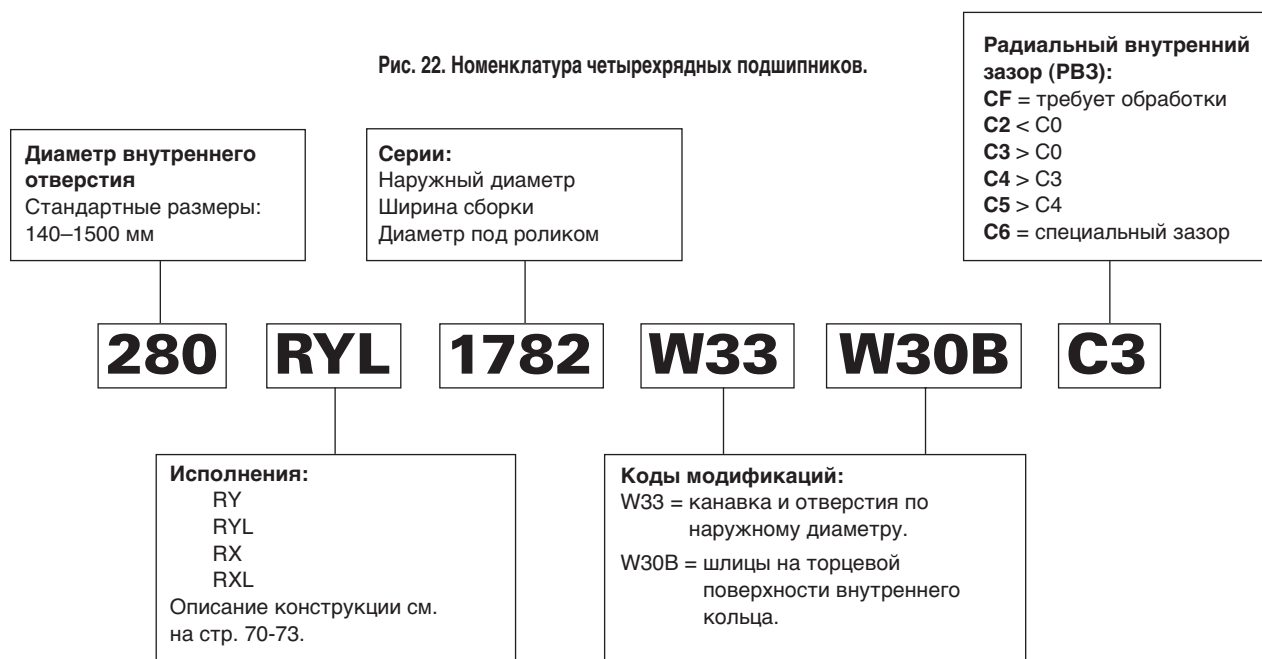 Рис. 22. Номенклатура четырехрядных подшипников.
Радиальный внутренний
зазор (РВЗ):
CF = требует обработки
C2 < C0
C3 > C0
C4 > C3
C5 > C4
C6 = специальный зазор
Диаметр внутреннего
отверстия
Стандартные размеры:
140–1500 мм
Серии:
Наружный диаметр
Ширина сборки
Диаметр под роликом
280 RYL 1782 W33 W30B C3
Исполнения:
RY
RYL
RX
RXL
Описание конструкции см.
на стр. 70-73.
Коды модификаций:
W33 = канавка и отверстия по
наружному диаметру.
W30B = шлицы на торцевой
поверхности внутреннего
кольца.